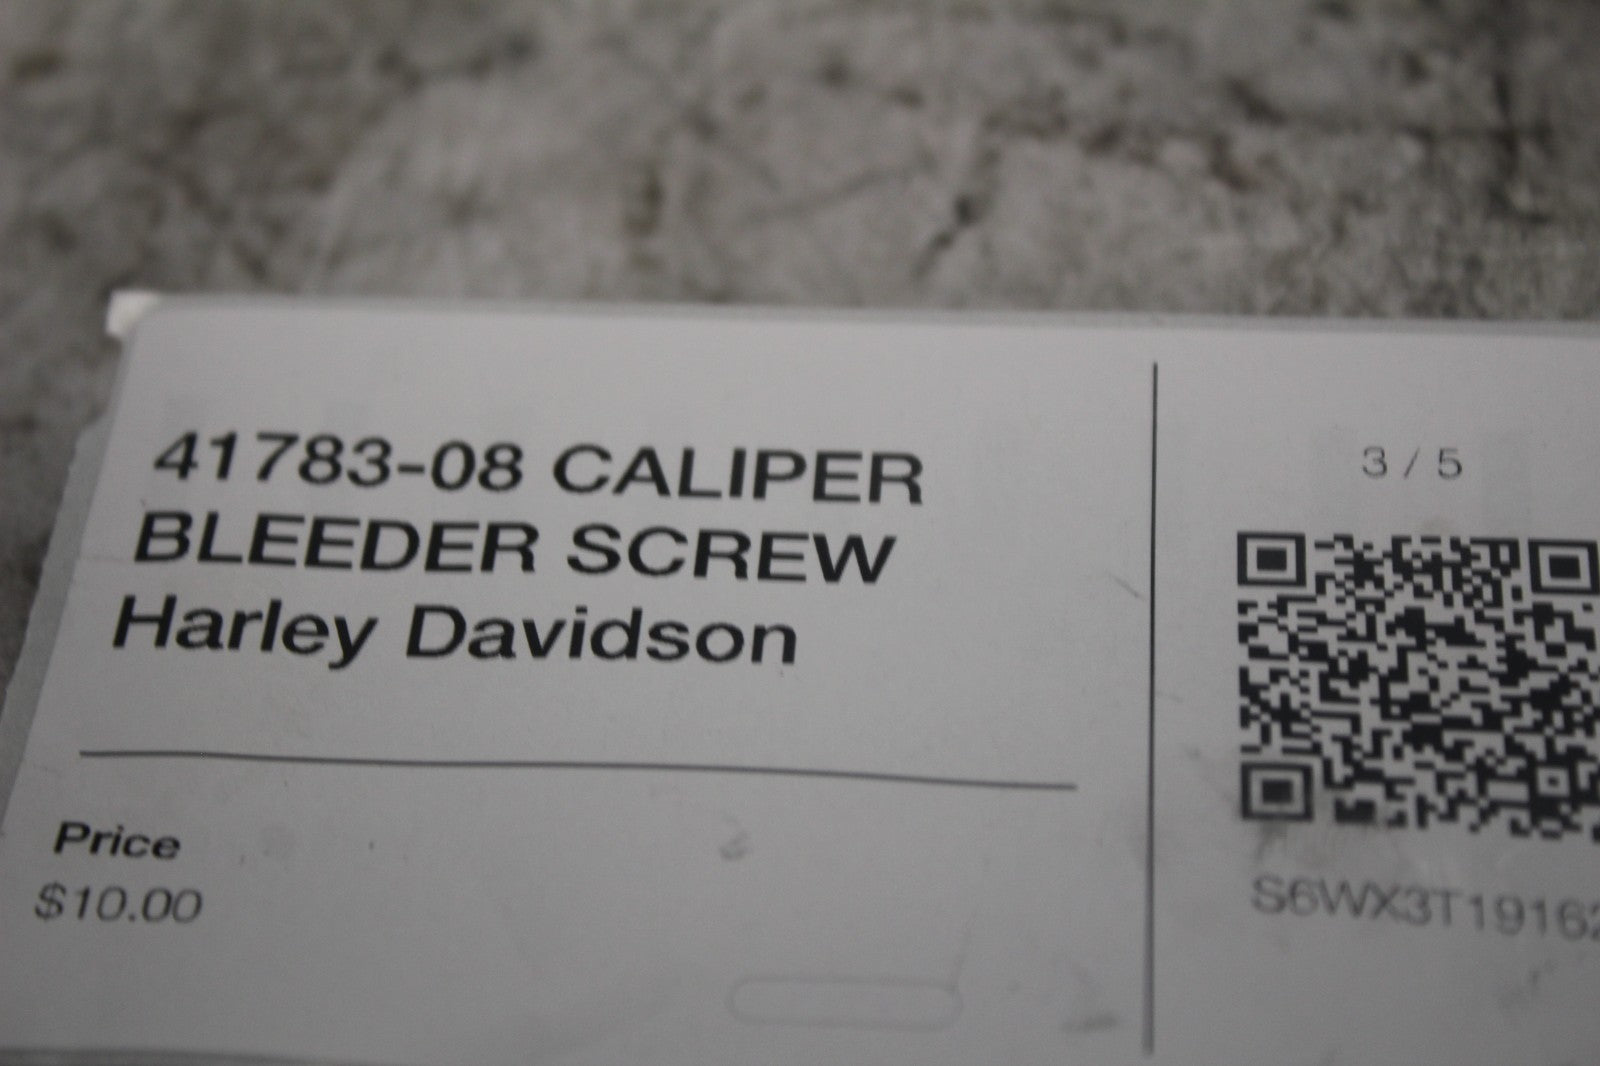 41783-08 CALIPER
BLEEDER SCREW
Harley Davidson
Price
$10.00
3 / 5